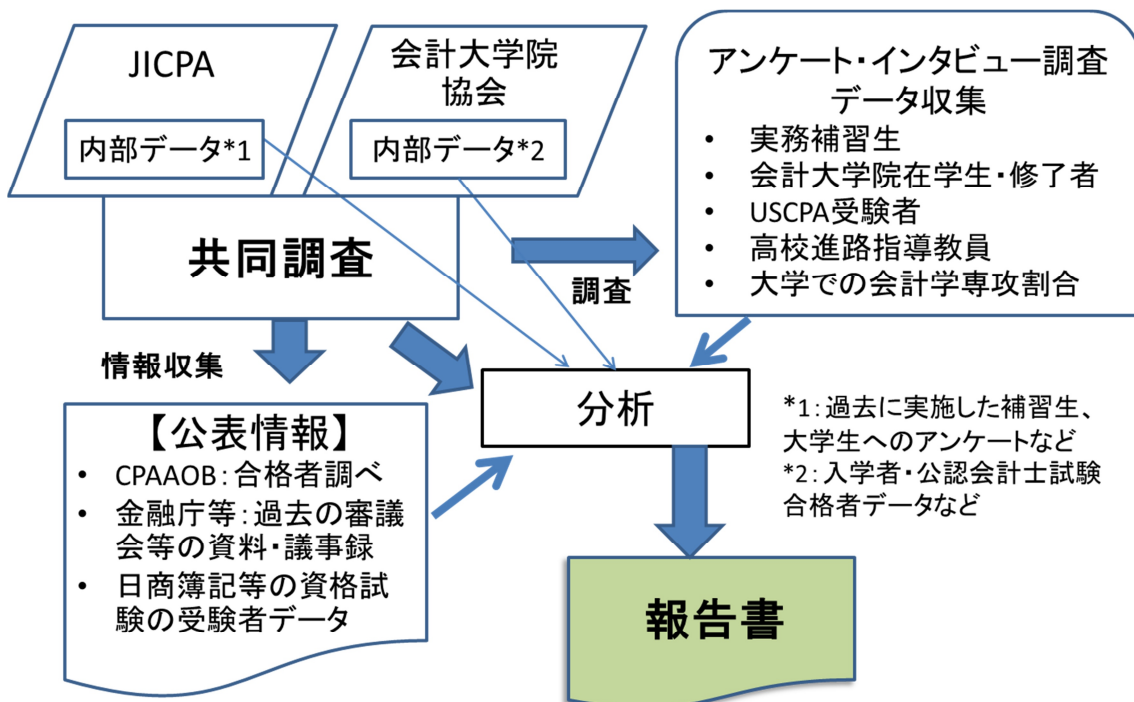 JICPA
内部データ*1
会計大学院
協会
内部データ*2
共同調査
アンケート・インタビュー調査
データ収集
• 実務補習生
• 会計大学院在学生・修了者
• USCPA受験者
• 高校進路指導教員
• 大学での会計学専攻割合
調査
情報収集
【公表情報】
• CPAAOB：合格者調べ
• 金融庁等：過去の審議
会等の資料・議事録
• 日商簿記等の資格試
験の受験者データ
分析
*1：過去に実施した補習生、
大学生へのアンケートなど
*2：入学者・公認会計士試験
合格者データなど
報告書